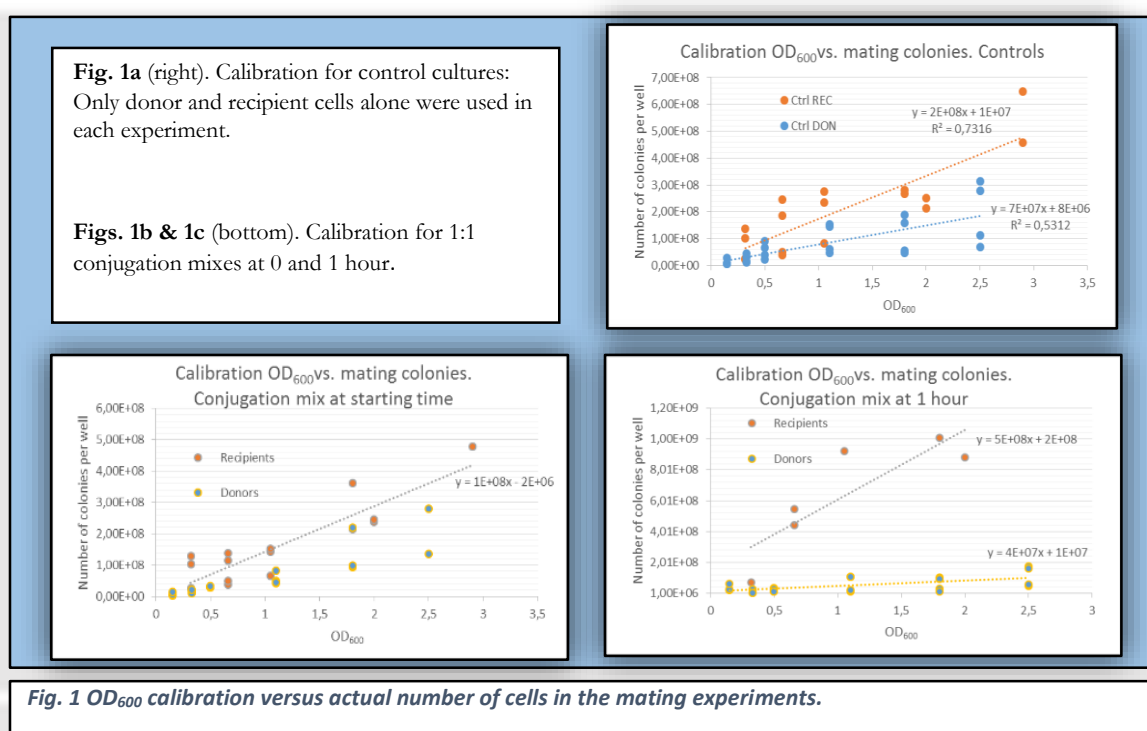 Fig. 1a (right). Calibration for control cultures:
Only donor and recipient cells alone were used in
each experiment.
Figs. 1b & 1c (bottom). Calibration for 1:1
conjugation mixes at 0 and 1 hour.
Calibration OD600vs. mating colonies. Controls
Number of colonies per well
7,00E+08
6,00E+08
5,00E+08
4,00E+08
3,00E+08
2,00E+08
1,00E+08
0,00E+00
Ctrl REC
Ctrl DON
y = 2E+08x + 1E+07
R² = 0,7316
y = 7E+07x + 8E+06
R² = 0,5312
0 0,5 1 1,5 2 2,5 3 3,5
OD600
Calibration OD600vs. mating colonies.
Conjugation mix at starting time
Number of colonies per well
6,00E+08
5,00E+08
4,00E+08
3,00E+08
2,00E+08
1,00E+08
0,00E+00
Recipients
Donors
y = 1E+08x - 2E+06
0 0,5 1 1,5 2 2,5 3 3,5
OD600
Calibration OD600vs. mating colonies.
Conjugation mix at 1 hour
Number of colonies per well
1,20E+09
1,00E+09
8,01E+08
6,01E+08
4,01E+08
2,01E+08
1,00E+06
Recipients
Donors
y = 5E+08x + 2E+08
y = 4E+07x + 1E+07
0 0,5 1 1,5 2 2,5 3
OD600
Fig. 1 OD600 calibration versus actual number of cells in the mating experiments.